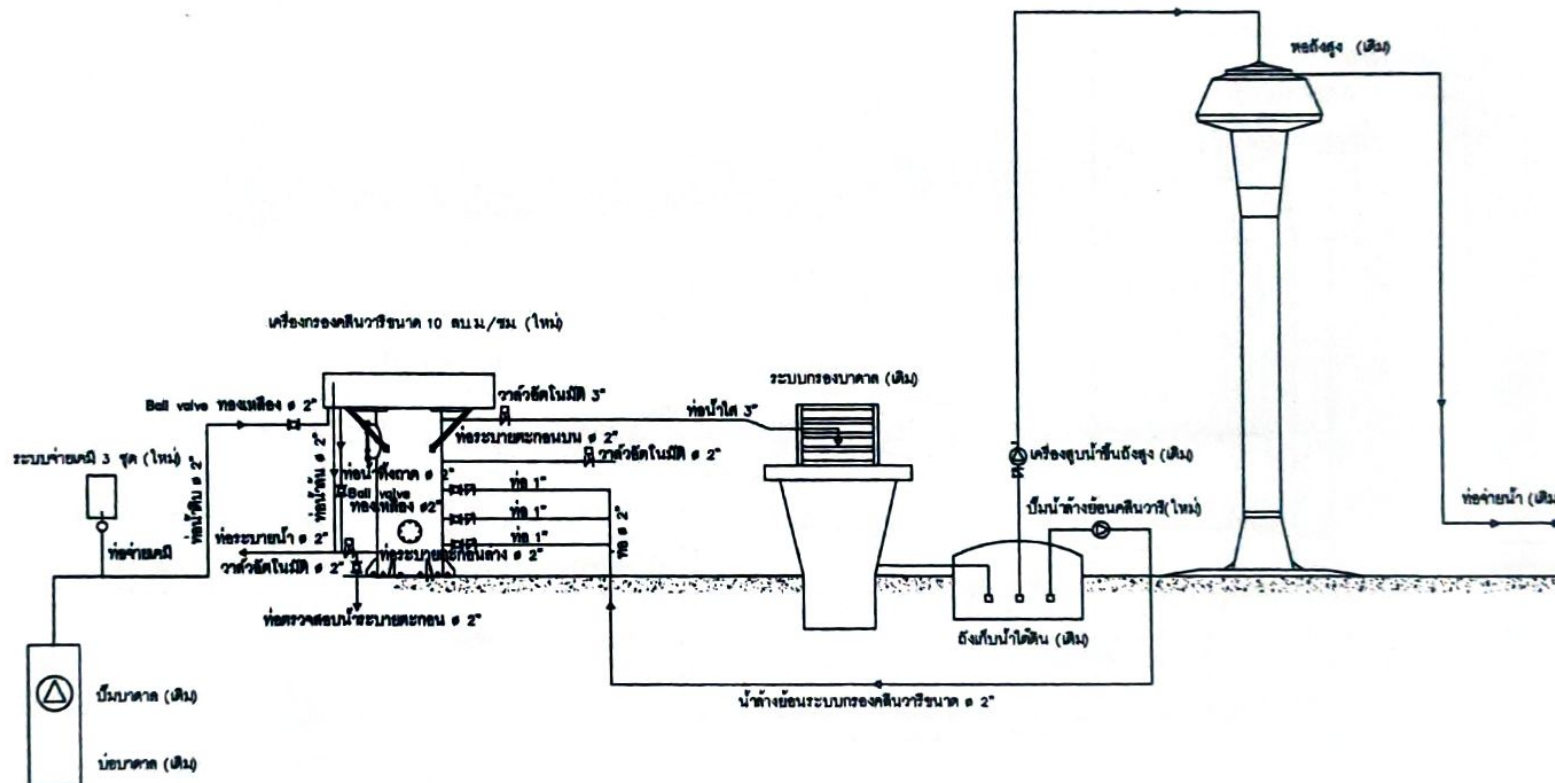 หอถังสูง (เดิม)
เครื่องกรองคลีนวารีขนาด 10 ลบ.ม./ชม. (ใหม่)
ระบบกรองบาดาล (เดิม)
วาล์วอัตโนมัติ 3"
Ball valve ทองเหลือง ø 2"
ท่อน้ำใส 3"
ท่อระบายตะกอนบน ø 2"
ระบบจ่ายเคมี 3 ชุด (ใหม่)
วาล์วอัตโนมัติ ø 2"
เครื่องสูบน้ำขึ้นถังสูง (เดิม)
ท่อน้ำดิบ ø 2"
ท่อน้ำล้น ø 2"
ท่อน้ำทิ้งถาด ø 2"
Ball valve
ทองเหลือง ø2"
ท่อ 1"
ท่อ 1"
ท่อ 1"
ท่อ ø 2"
ปั๊มน้ำล้างย้อนคลีนวารี(ใหม่)
ท่อจ่ายน้ำ (เดิม
ท่อระบายน้ำ ø 2"
ท่อจ่ายเคมี
ท่อระบายตะกอนล่าง ø 2"
วาล์วอัตโนมัติ ø 2"
ท่อตรวจสอบน้ำระบายตะกอน ø 2"
ถังเก็บน้ำใต้ดิน (เดิม)
ปั๊มบาดาล (เดิม)
น้ำล้างย้อนระบบกรองคลีนวารีขนาด ø 2"
บ่อบาดาล (เดิม)